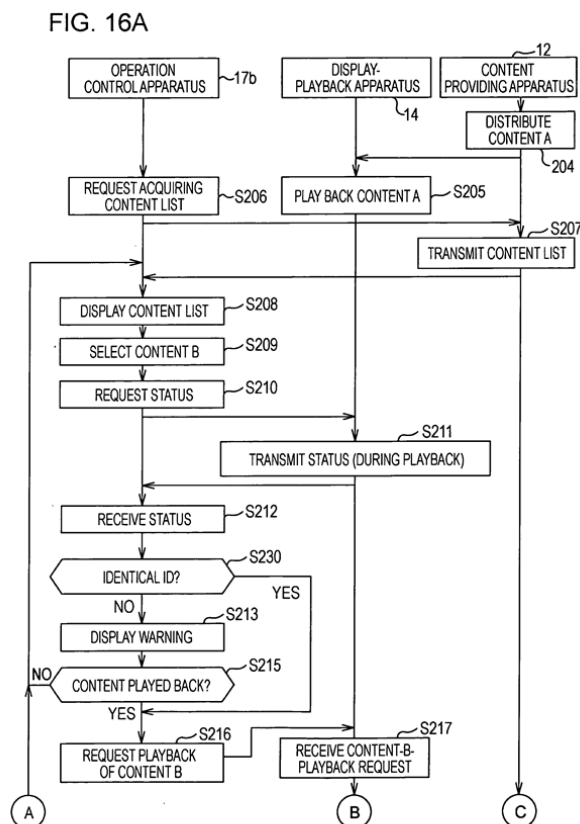 FIG. 16A
OPERATION
CONTROL APPARATUS
17b
DISPLAY-
PLAYBACK APPARATUS
14
12
CONTENT
PROVIDING APPARATUS
DISTRIBUTE
CONTENT A
204
REQUEST ACQUIRING
CONTENT LIST
S206
PLAY BACK CONTENT A
S205
S207
TRANSMIT CONTENT LIST
DISPLAY CONTENT LIST
S208
SELECT CONTENT B
S209
REQUEST STATUS
S210
S211
TRANSMIT STATUS (DURING PLAYBACK)
RECEIVE STATUS
S212
S230
IDENTICAL ID?
YES
NO
S213
DISPLAY WARNING
S215
NO
CONTENT PLAYED BACK?
YES
S216
REQUEST PLAYBACK
OF CONTENT B
S217
RECEIVE CONTENT-B-
PLAYBACK REQUEST
A
B
C